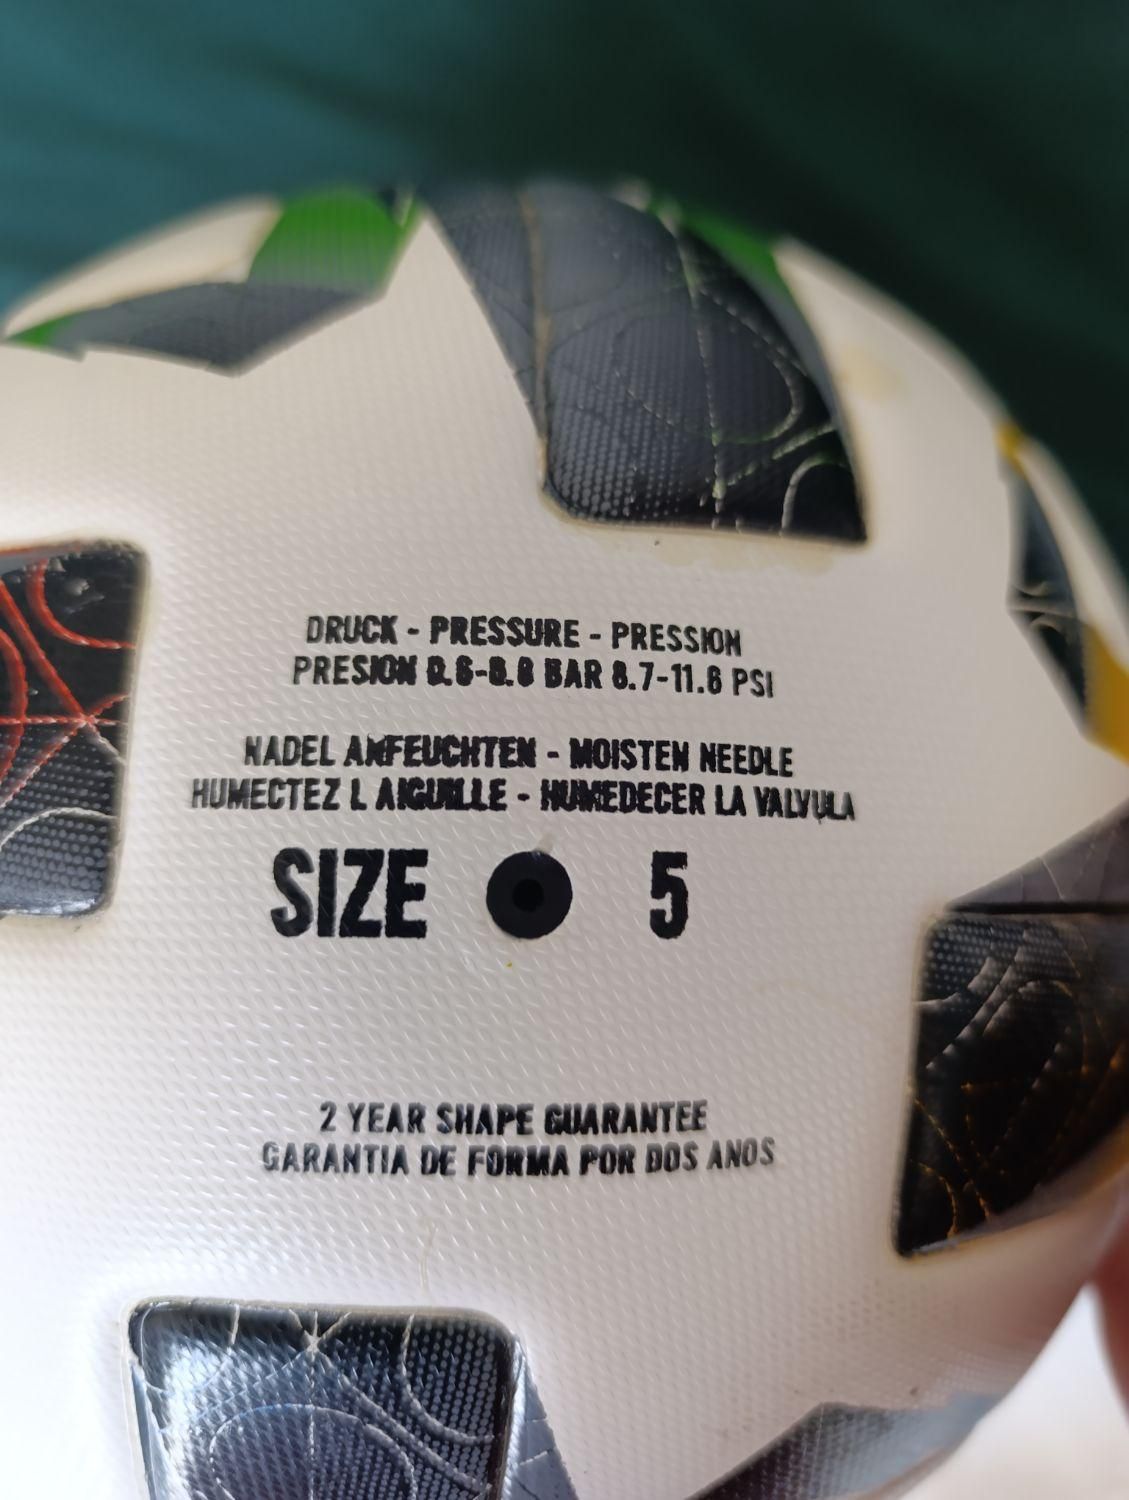 DRUCK - PRESSURE - PRESSION
PRESION 0.6-0.8 BAR 8.7-11.6 PSI
NADEL ANFEUCHTEN - MOISTEN NEEDLE
HUMECTEZ L AIGUILLE - HUMEDECER LA VALVULA
SIZE 5
2 YEAR SHAPE GUARANTEE
GARANTIA DE FORMA POR DOS ANOS